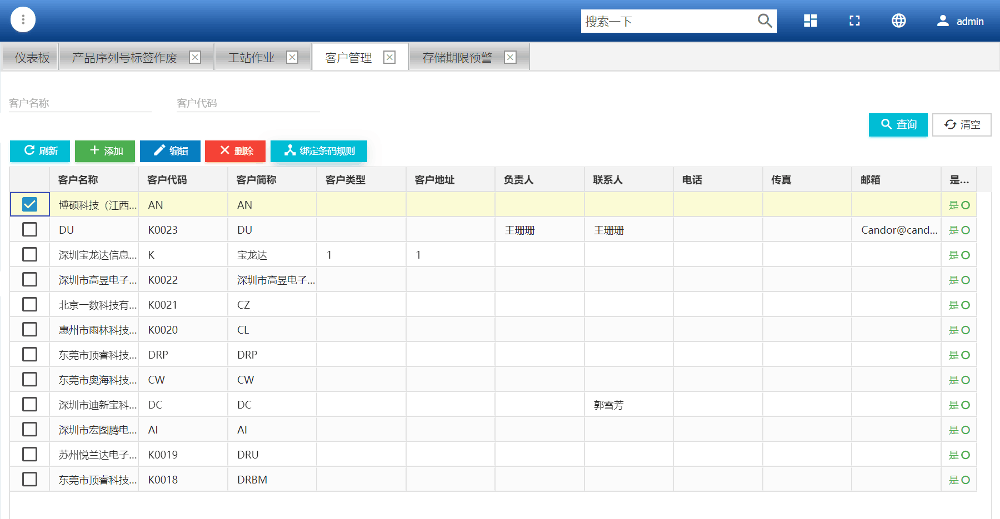 搜索一下
admin
仪表板 产品序列号标签作废 工站作业 客户管理 存储期限预警
客户名称 客户代码
查询 清空
刷新 添加 编辑 删除 绑定条码规则
客户名称 客户代码 客户简称 客户类型 客户地址 负责人 联系人 电话 传真 邮箱 是...
博硕科技（江西... AN AN 是
DU K0023 DU 王珊珊 王珊珊 Candor@cand... 是
深圳宝龙达信息... K 宝龙达 1 1 是
深圳市高昱电子... K0022 深圳市高昱电子... 是
北京一数科技有... K0021 CZ 是
惠州市雨林科技... K0020 CL 是
东莞市顶睿科技... DRP DRP 是
东莞市奥海科技... CW CW 是
深圳市迪新宝科... DC DC 郭雪芳 是
深圳市宏图腾电... AI AI 是
苏州悦兰达电子... K0019 DRU 是
东莞市顶睿科技... K0018 DRBM 是